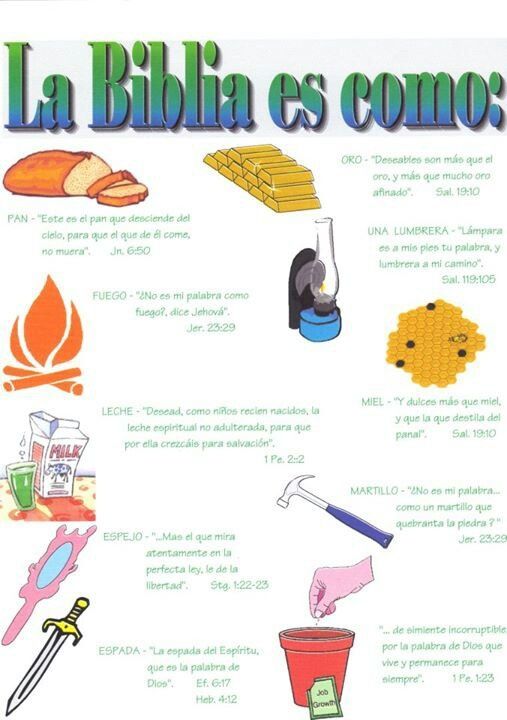 La Biblia es como:
ORO - "Deseables son más que el
oro, y más que mucho oro
afinado". Sal. 19:10
PAN - "Este es el pan que desciende del
cielo, para que el que de él come,
no muera". Jn. 6:50
UNA LUMBRERA - "Lámpara
es a mis pies tu palabra, y
lumbrera a mi camino".
Sal. 119:105
FUEGO - "¿No es mi palabra como
fuego?, dice Jehová".
Jer. 23:29
MIEL - "Y dulces más que miel,
y que la que destila del
panal". Sal. 19:10
LECHE - "Desead, como niños recien nacidos, la
leche espiritual no adulterada, para que
por ella crezcáis para salvación".
1 Pe. 2:2
MILK
MARTILLO - "¿No es mi palabra...
como un martillo que
quebranta la piedra ? "
Jer. 23:29
ESPEJO - "...Mas el que mira
atentamente en la
perfecta ley, le de la
libertad". Stg. 1:22-23
"... de simiente incorruptible
por la palabra de Dios que
vive y permanece para
siempre". 1 Pe. 1:23
ESPADA - "La espada del Espíritu,
que es la palabra de
Dios". Ef. 6:17
Heb. 4:12
Job
Growth